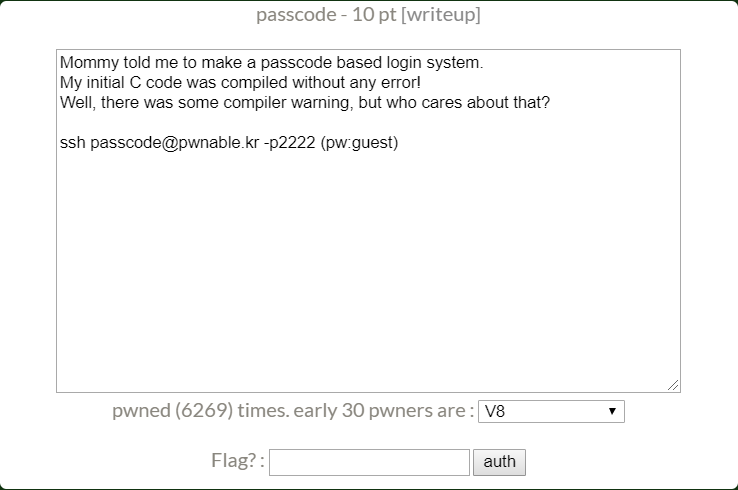 passcode - 10 pt [writeup]
Mommy told me to make a passcode based login system.
My initial C code was compiled without any error!
Well, there was some compiler warning, but who cares about that?
ssh passcode@pwnable.kr -p2222 (pw:guest)
pwned (6269) times. early 30 pwners are : V8
Flag? : auth